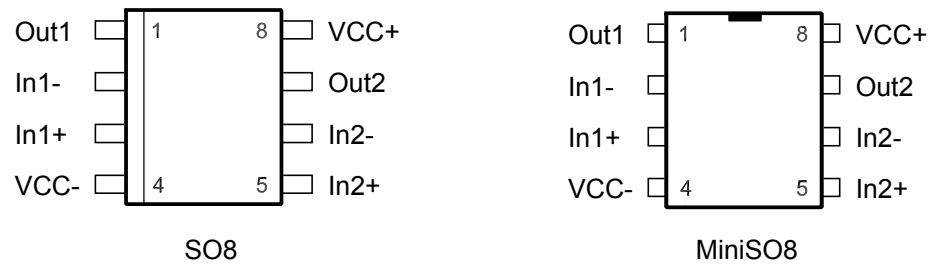 Out1 1 8 VCC+
In1- Out2
In1+ In2-
VCC- 4 5 In2+
SO8
Out1 1 8 VCC+
In1- Out2
In1+ In2-
VCC- 4 5 In2+
MiniSO8